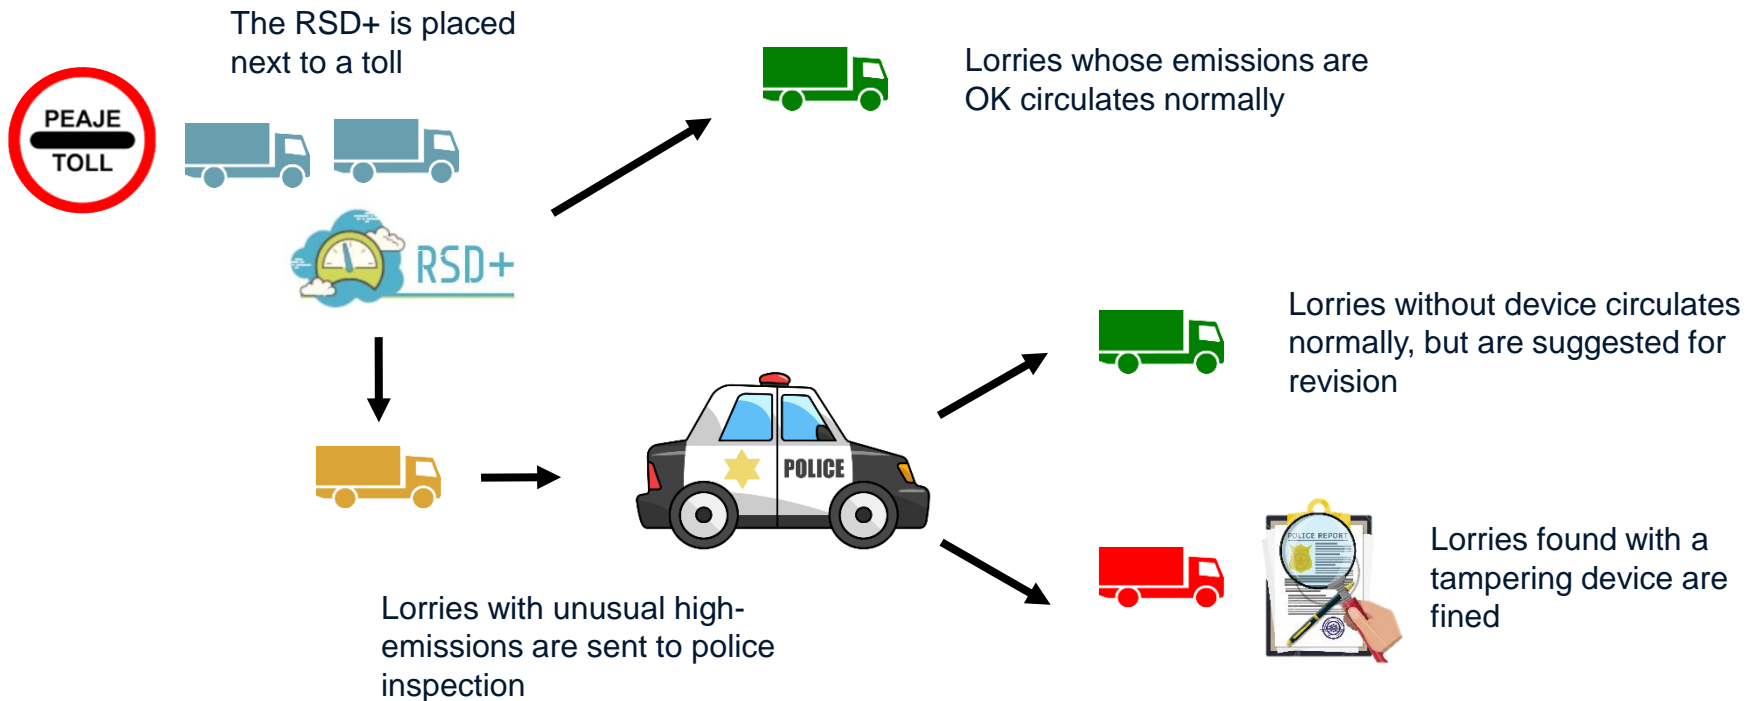 The RSD+ is placed
next to a toll
PEAJE
TOLL
RSD+
Lorries whose emissions are
OK circulates normally
Lorries without device circulates
normally, but are suggested for
revision
POLICE
POLICE REPORT
Lorries found with a
tampering device are
fined
Lorries with unusual high-
emissions are sent to police
inspection